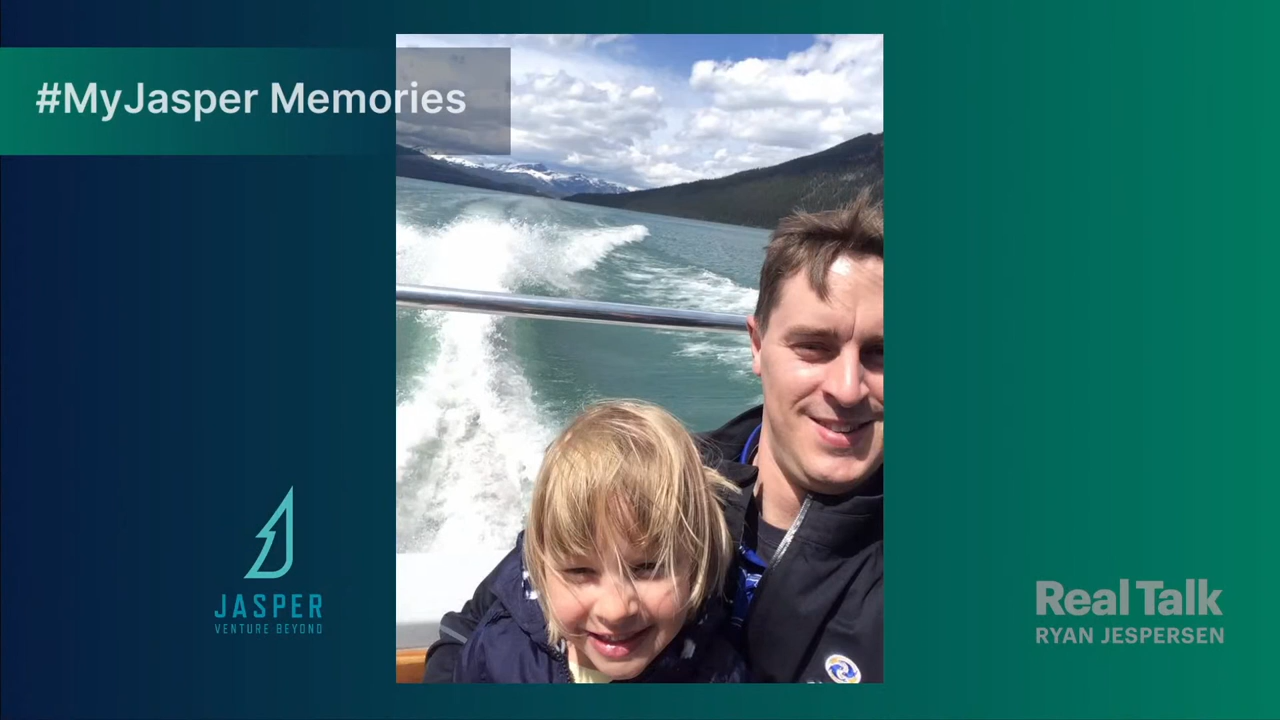 #MyJasper Memories
JASPER
VENTURE BEYOND
Real Talk
RYAN JESPERSEN